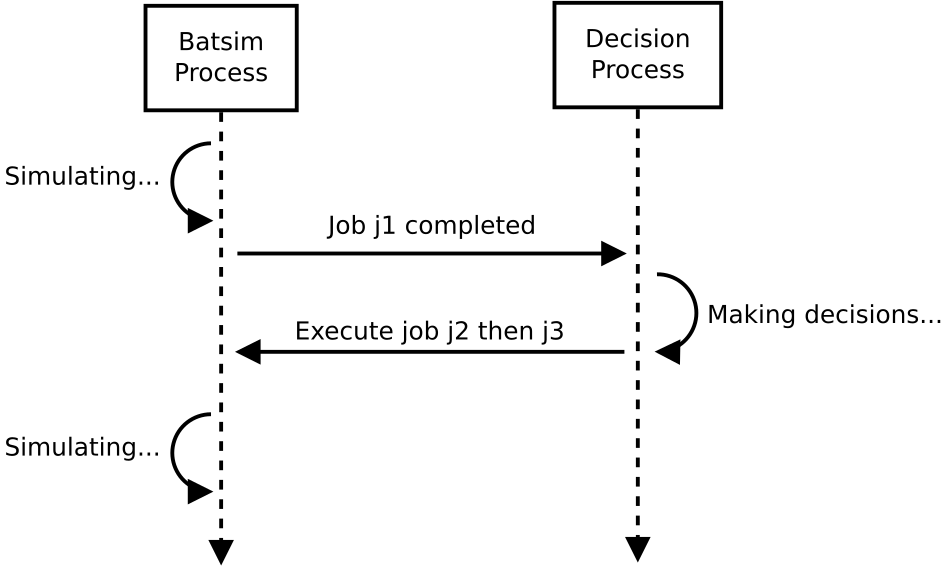 Batsim
Process
Decision
Process
Simulating...
Job j1 completed
Making decisions...
Execute job j2 then j3
Simulating...